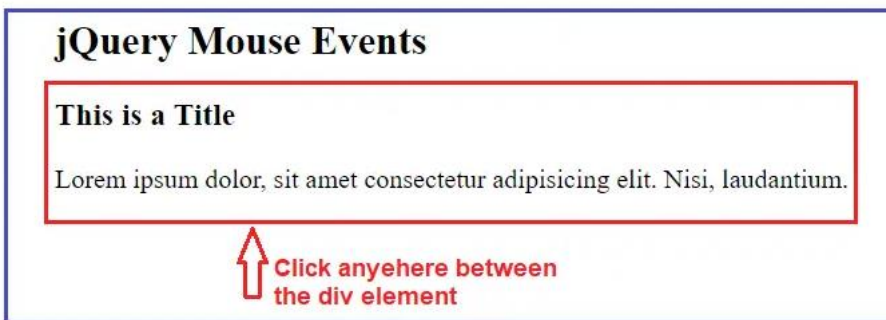 jQuery Mouse Events
This is a Title
Lorem ipsum dolor, sit amet consectetur adipisicing elit. Nisi, laudantium.
Click anyehere between
the div element